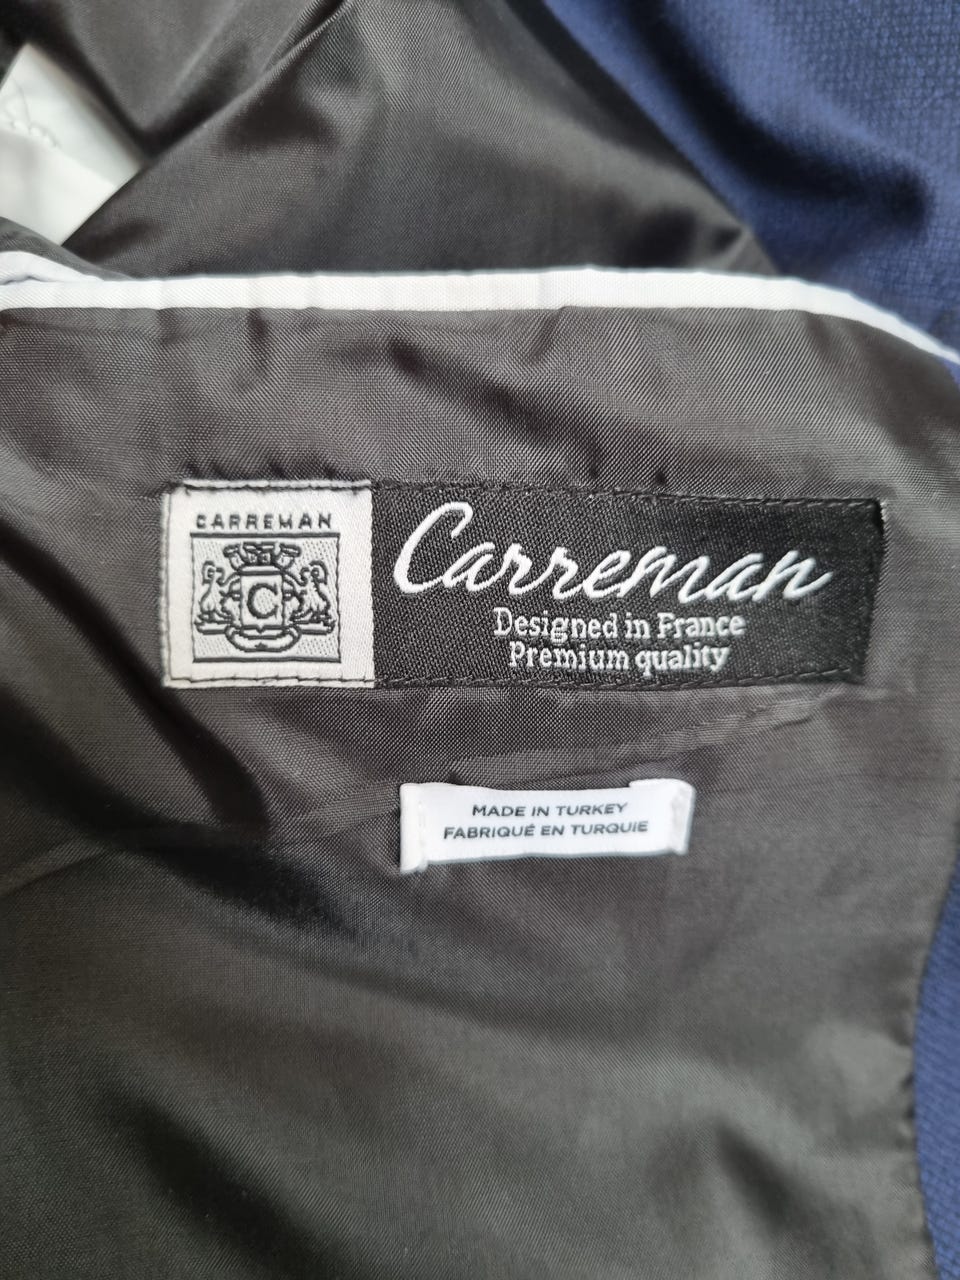 CARREMAN
C
Carreman
Designed in France
Premium quality
MADE IN TURKEY
FABRIQUÉ EN TURQUIE